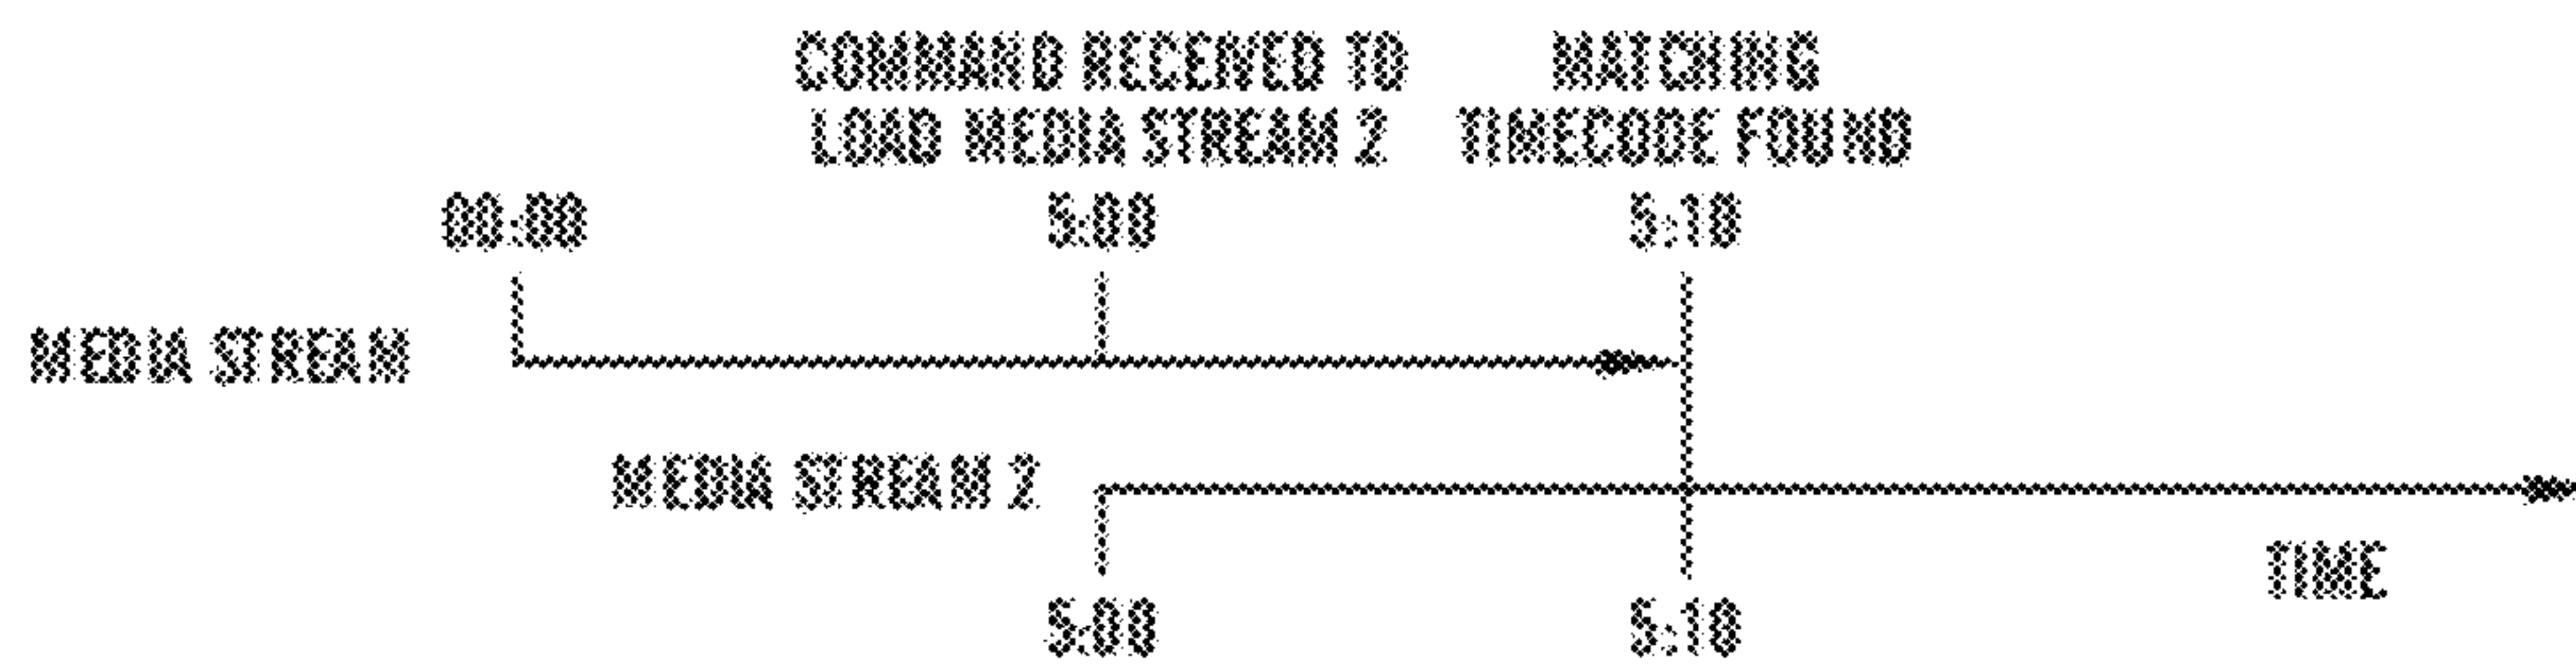 COMMAND RECEIVED TO
LOAD MEDIA STREAM 2
MATCHING
TIMECODE FOUND
00:00
5:00
5:10
MEDIA STREAM
MEDIA STREAM 2
TIME
5:00
5:10